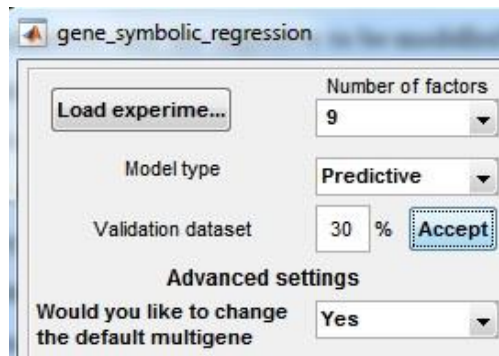 gene_symbolic_regression
Number of factors
Load experime...
9
Model type
Predictive
Validation dataset
30 % Accept
Advanced settings
Would you like to change
the default multigene
Yes